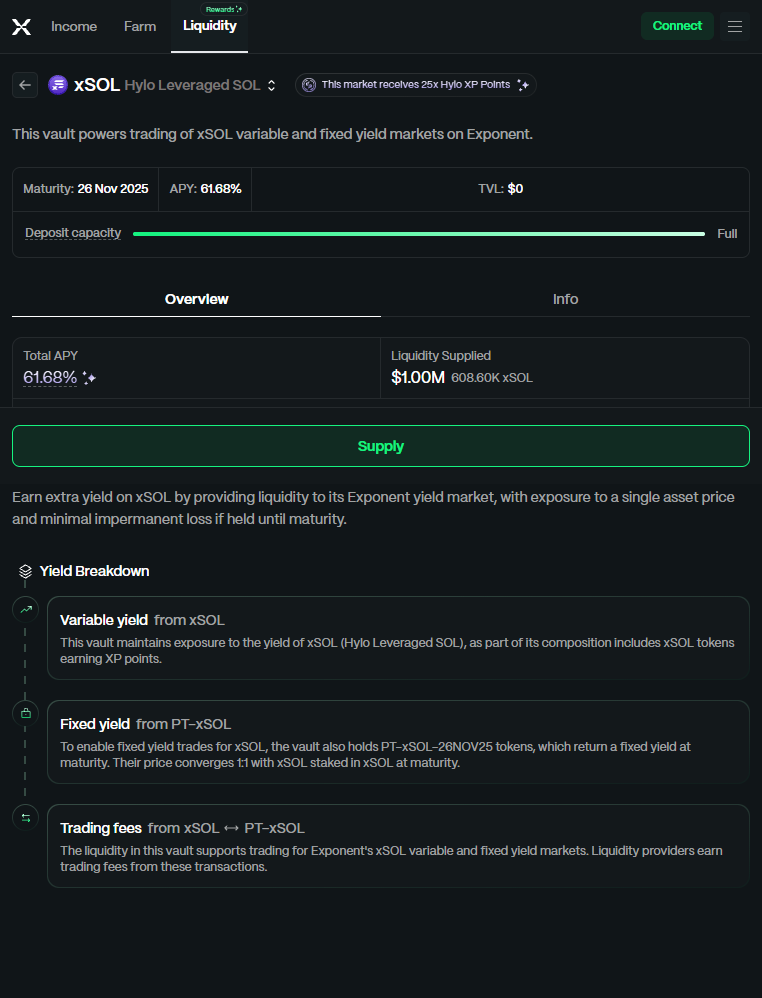 Income Farm Liquidity Rewards Connect
xSOL Hylo Leveraged SOL This market receives 25x Hylo XP Points
This vault powers trading of xSOL variable and fixed yield markets on Exponent.
Maturity: 26 Nov 2025 APY: 61.68% TVL: $0
Deposit capacity Full
Overview Info
Total APY Liquidity Supplied
61.68% $1.00M 608.60K xSOL
Supply
Earn extra yield on xSOL by providing liquidity to its Exponent yield market, with exposure to a single asset price
and minimal impermanent loss if held until maturity.
Yield Breakdown
Variable yield from xSOL
This vault maintains exposure to the yield of xSOL (Hylo Leveraged SOL), as part of its composition includes xSOL tokens
earning XP points.
Fixed yield from PT-xSOL
To enable fixed yield trades for xSOL, the vault also holds PT-xSOL-26NOV25 tokens, which return a fixed yield at
maturity. Their price converges 1:1 with xSOL staked in xSOL at maturity.
Trading fees from xSOL ↔ PT-xSOL
The liquidity in this vault supports trading for Exponent's xSOL variable and fixed yield markets. Liquidity providers earn
trading fees from these transactions.